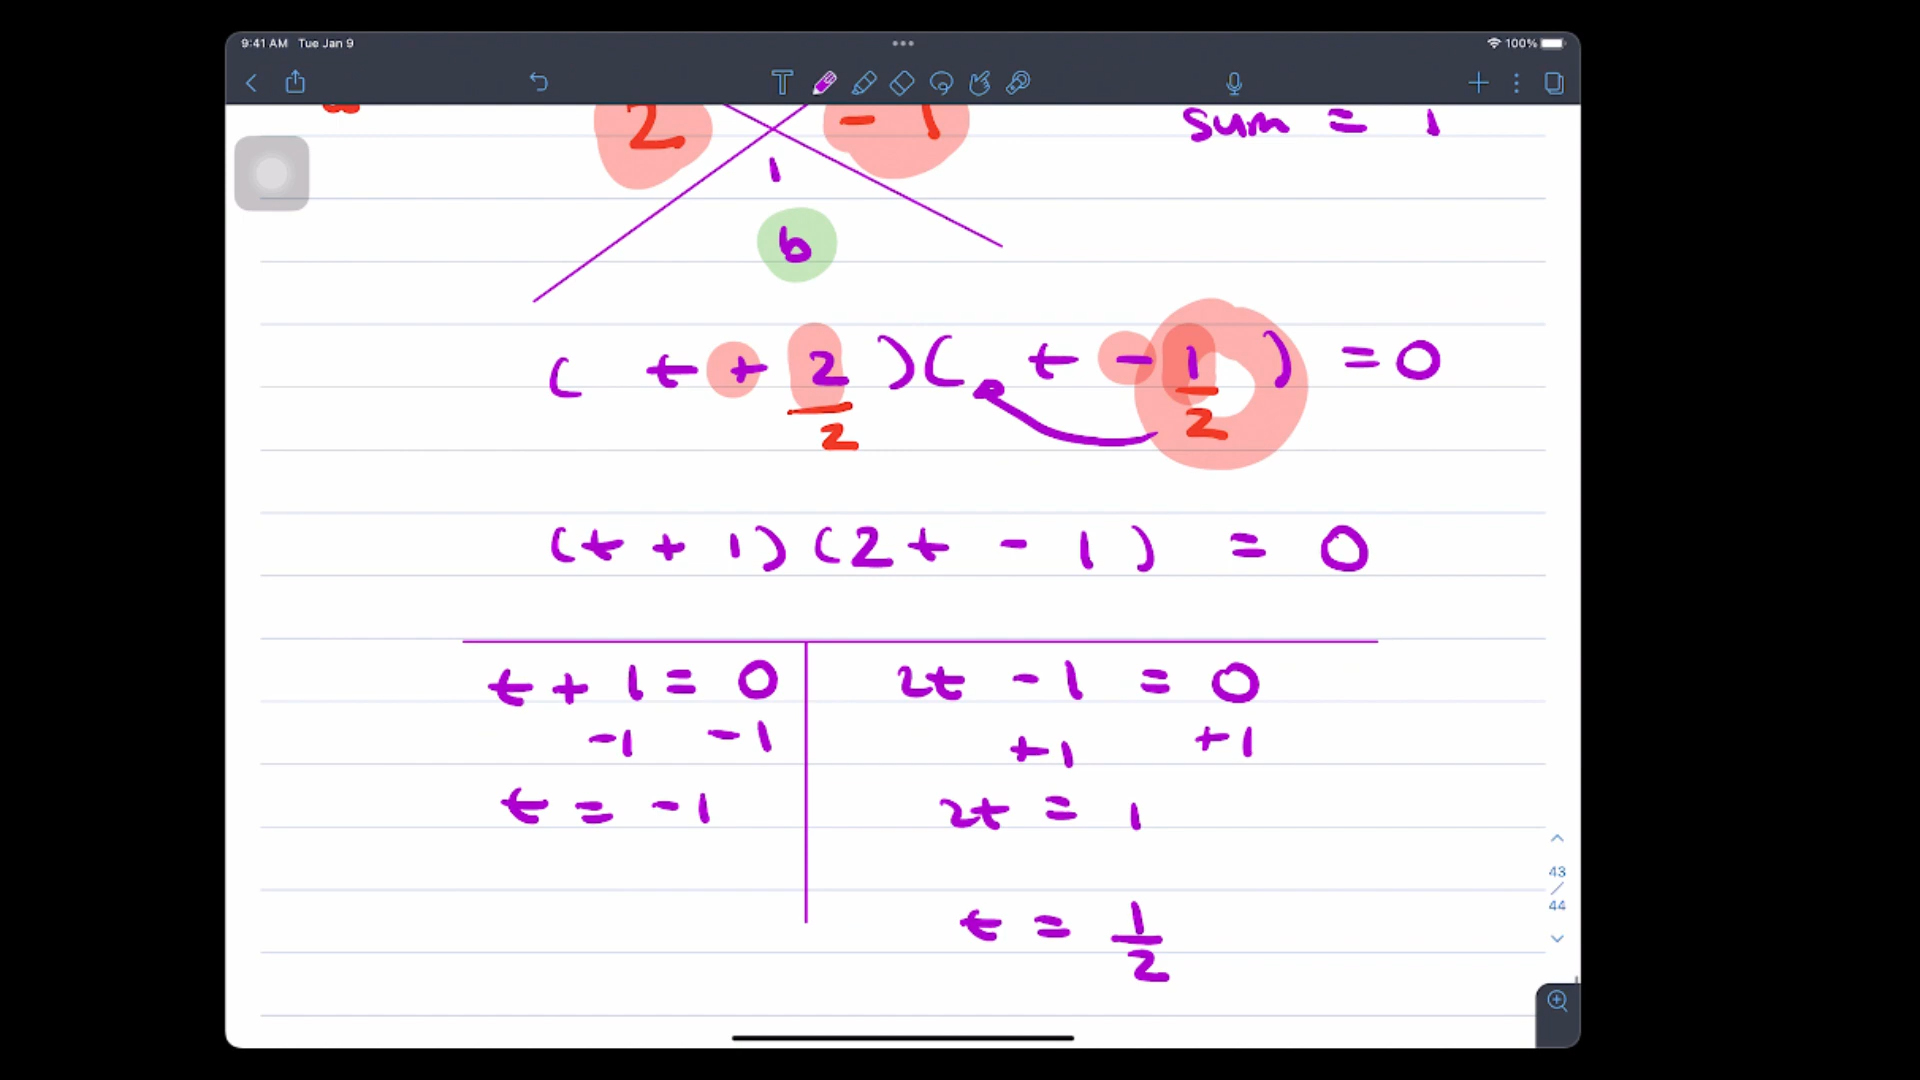 9:41 AM Tue Jan 9
100%
T
2 - 1 sum = 1
1
b
( t + 2/2 )( t - 1/2 ) = 0
(t + 1)(2t - 1) = 0
t + 1 = 0 2t - 1 = 0
-1 -1 +1 +1
t = -1 2t = 1
43
44
t = 1/2